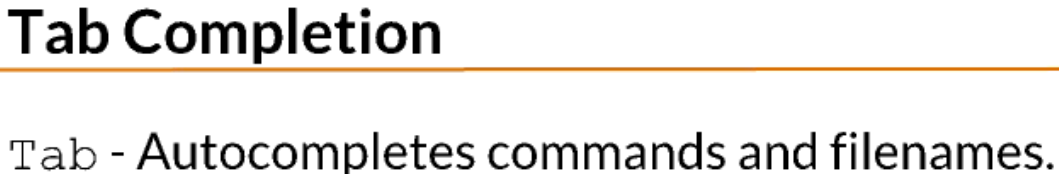 Tab Completion
Tab - Autocompletes commands and filenames.